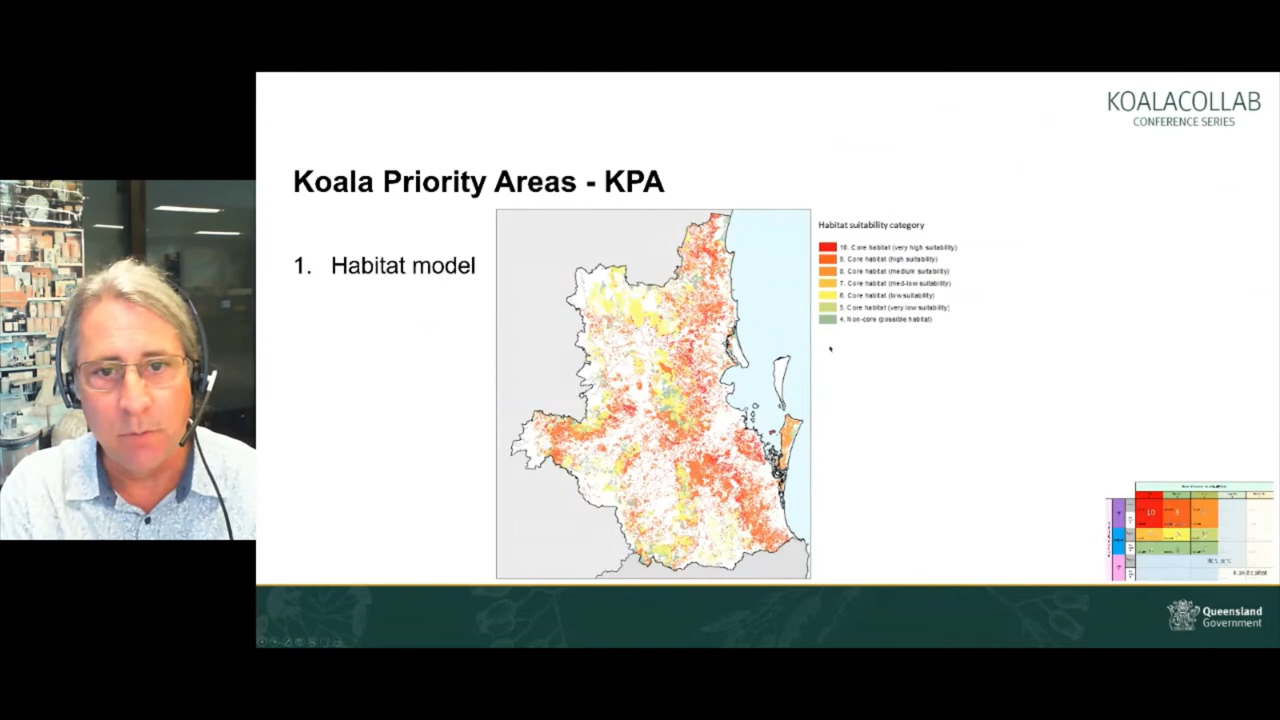 KOALACOLLAB
CONFERENCE SERIES
Koala Priority Areas - KPA
1. Habitat model
Habitat suitability category
10. Core habitat (very high suitability)
9. Core habitat (high suitability)
8. Core habitat (medium suitability)
7. Core habitat (med-low suitability)
6. Core habitat (low suitability)
5. Core habitat (very low suitability)
4. Non-core (possible habitat)
10
Queensland
Government